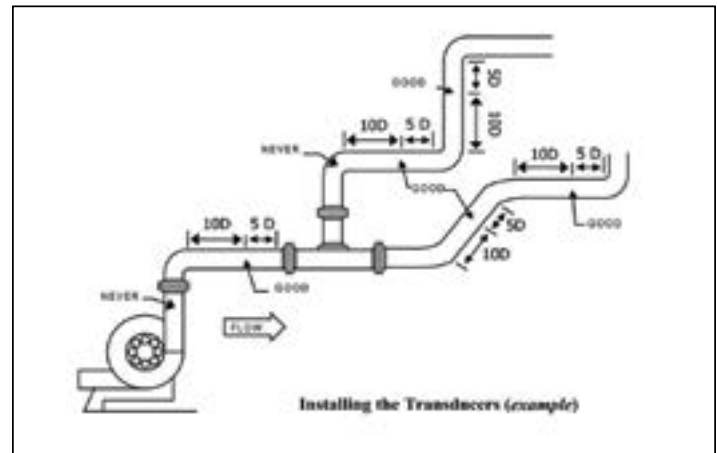 GOOD
5D
10D
10D 5 D
NEVER
10D 5 D
GOOD
GOOD
5D
10D
10D 5 D
GOOD
NEVER
FLOW
Installing the Transducers (example)